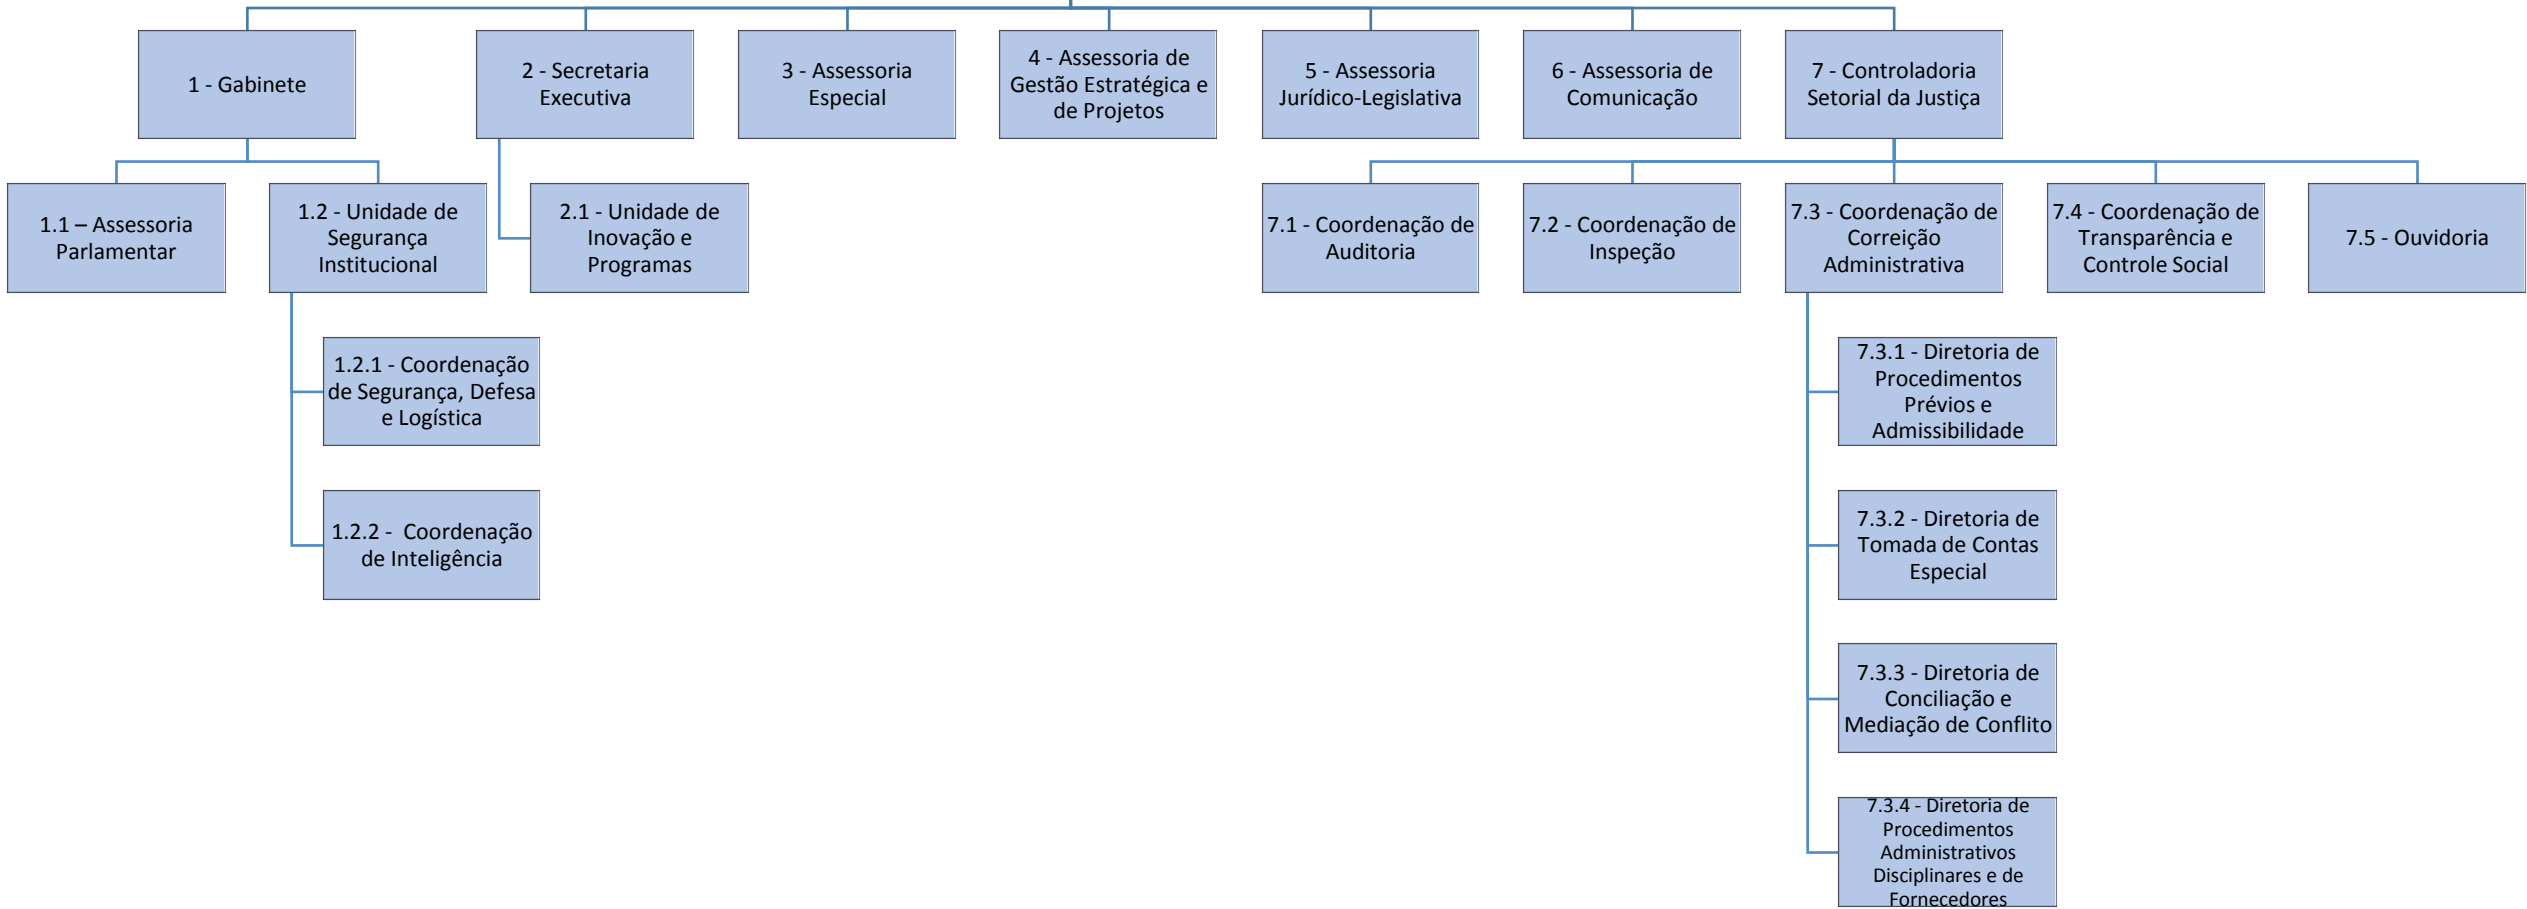 1 - Gabinete
2 - Secretaria
Executiva
3 - Assessoria
Especial
4 - Assessoria de
Gestão Estratégica e
de Projetos
5 - Assessoria
Jurídico-Legislativa
6 - Assessoria de
Comunicação
7 - Controladoria
Setorial da Justiça
1.1 – Assessoria
Parlamentar
1.2 - Unidade de
Segurança
Institucional
2.1 - Unidade de
Inovação e
Programas
7.1 - Coordenação de
Auditoria
7.2 - Coordenação de
Inspeção
7.3 - Coordenação de
Correição
Administrativa
7.4 - Coordenação de
Transparência e
Controle Social
7.5 - Ouvidoria
1.2.1 - Coordenação
de Segurança, Defesa
e Logística
7.3.1 - Diretoria de
Procedimentos
Prévios e
Admissibilidade
1.2.2 -  Coordenação
de Inteligência
7.3.2 - Diretoria de
Tomada de Contas
Especial
7.3.3 - Diretoria de
Conciliação e
Mediação de Conflito
7.3.4 - Diretoria de
Procedimentos
Administrativos
Disciplinares e de
Fornecedores